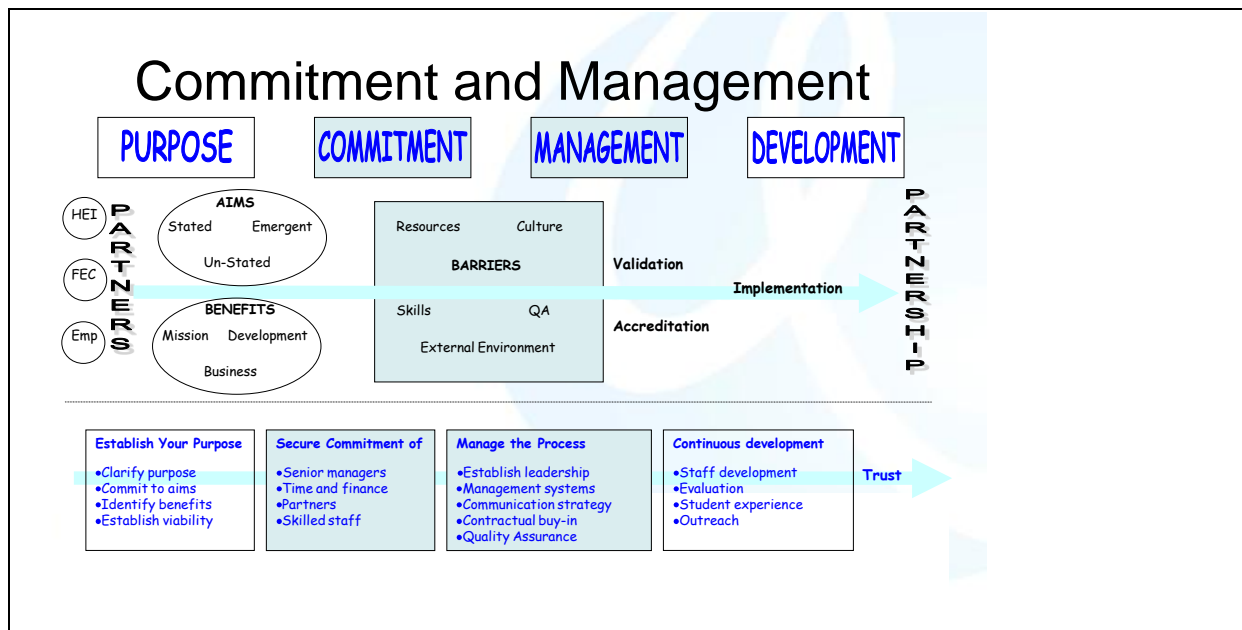 Commitment and Management
PURPOSE
COMMITMENT
MANAGEMENT
DEVELOPMENT
HEI
FEC
Emp
PARTNERS
AIMS
Stated Emergent
Un-Stated
BENEFITS
Mission Development
Business
Resources Culture
BARRIERS
Skills QA
External Environment
Validation
Implementation
Accreditation
PARTNERSHIP
Establish Your Purpose
•Clarify purpose
•Commit to aims
•Identify benefits
•Establish viability
Secure Commitment of
•Senior managers
•Time and finance
•Partners
•Skilled staff
Manage the Process
•Establish leadership
•Management systems
•Communication strategy
•Contractual buy-in
•Quality Assurance
Continuous development
•Staff development
•Evaluation
•Student experience
•Outreach
Trust